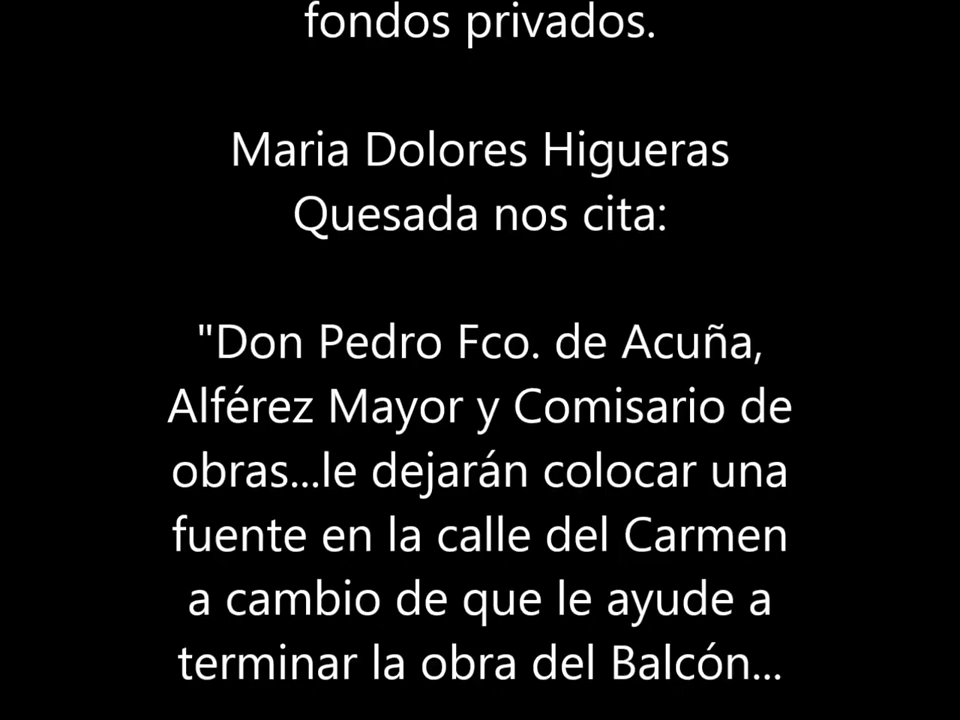 fondos privados.
Maria Dolores Higueras
Quesada nos cita:
"Don Pedro Fco. de Acuña,
Alférez Mayor y Comisario de
obras...le dejarán colocar una
fuente en la calle del Carmen
a cambio de que le ayude a
terminar la obra del Balcón...